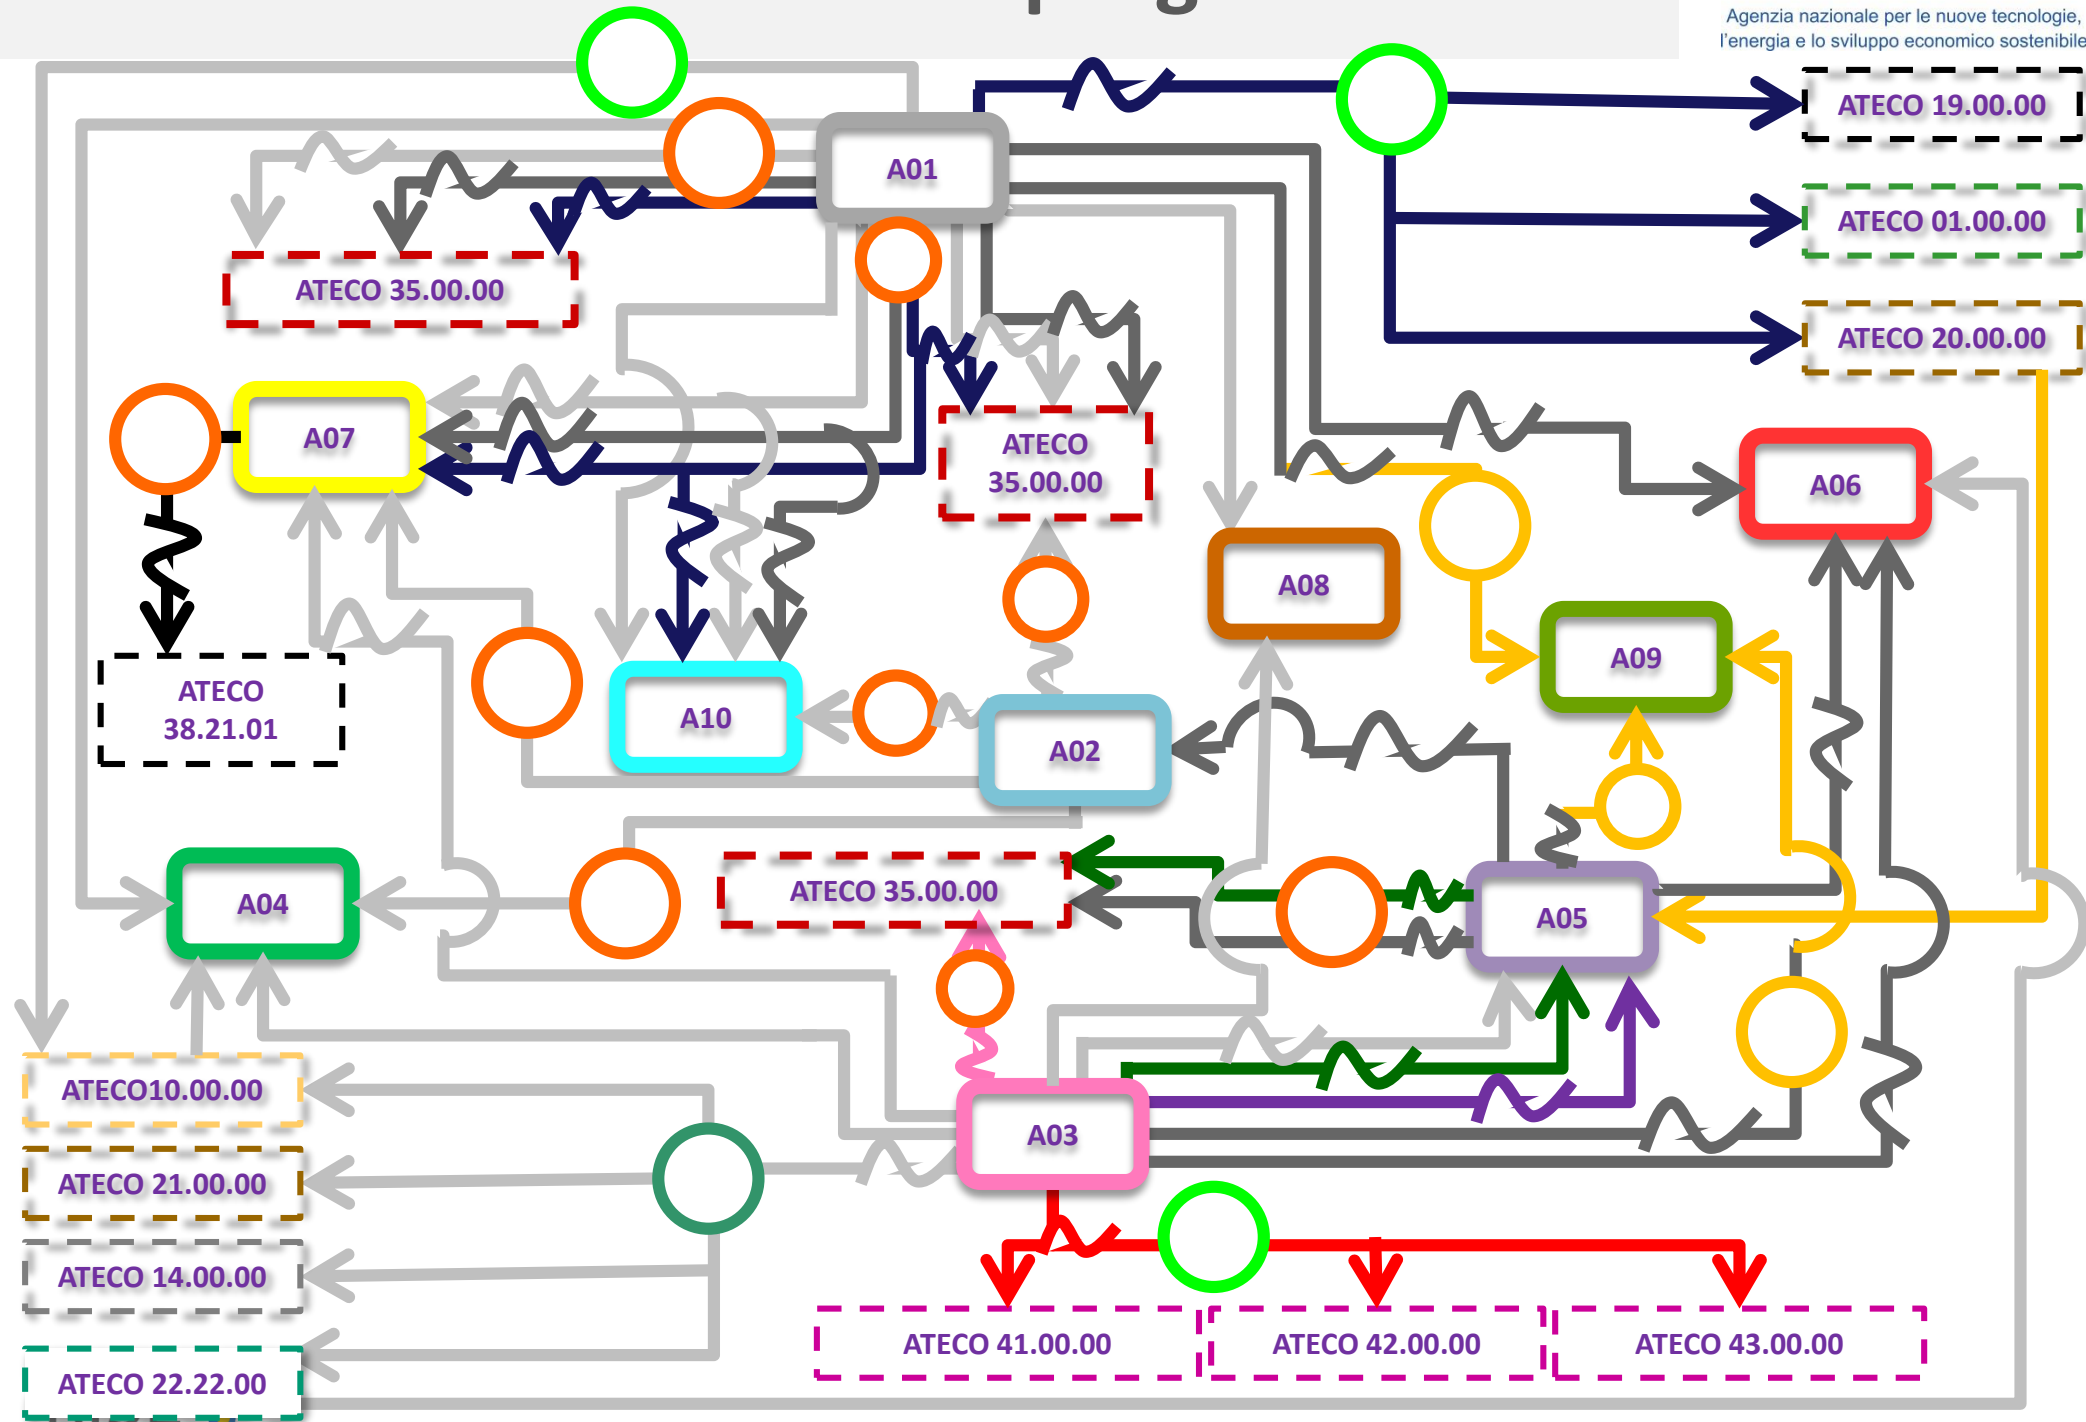 Agenzia nazionale per le nuove tecnologie,
l'energia e lo sviluppo economico sostenibile
ATECO 19.00.00
A01
ATECO 01.00.00
ATECO 35.00.00
ATECO 20.00.00
A07
ATECO
35.00.00
A06
A08
A09
ATECO
38.21.01
A10
A02
ATECO 35.00.00
A04
A05
ATECO10.00.00
A03
ATECO 21.00.00
ATECO 14.00.00
ATECO 41.00.00
ATECO 42.00.00
ATECO 43.00.00
ATECO 22.22.00